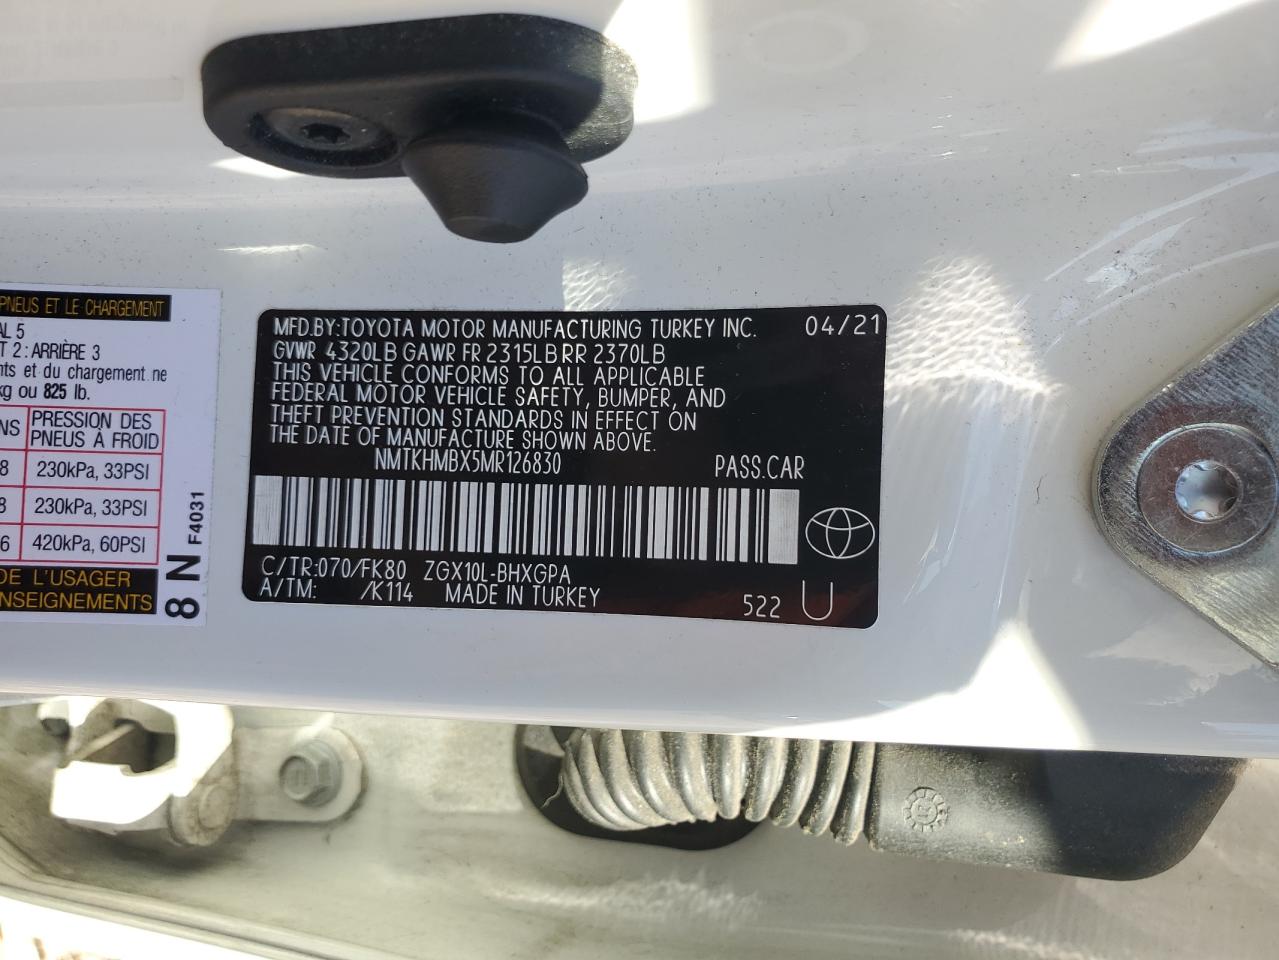 PNEUS ET LE CHARGEMENT
AL 5
T 2 : ARRIÈRE 3
nts et du chargement ne
kg ou 825 lb.
NS PRESSION DES
PNEUS À FROID
8 230kPa, 33PSI
8 230kPa, 33PSI
6 420kPa, 60PSI
DE L'USAGER
NSEIGNEMENTS
8 N F4031
MFD.BY:TOYOTA MOTOR MANUFACTURING TURKEY INC. 04/21
GVWR 4320LB GAWR FR 2315LB RR 2370LB
THIS VEHICLE CONFORMS TO ALL APPLICABLE
FEDERAL MOTOR VEHICLE SAFETY, BUMPER, AND
THEFT PREVENTION STANDARDS IN EFFECT ON
THE DATE OF MANUFACTURE SHOWN ABOVE.
NMTKHMBX5MR126830 PASS.CAR
C/TR:070/FK80 ZGX10L-BHXGPA
A/TM: /K114 MADE IN TURKEY 522 U